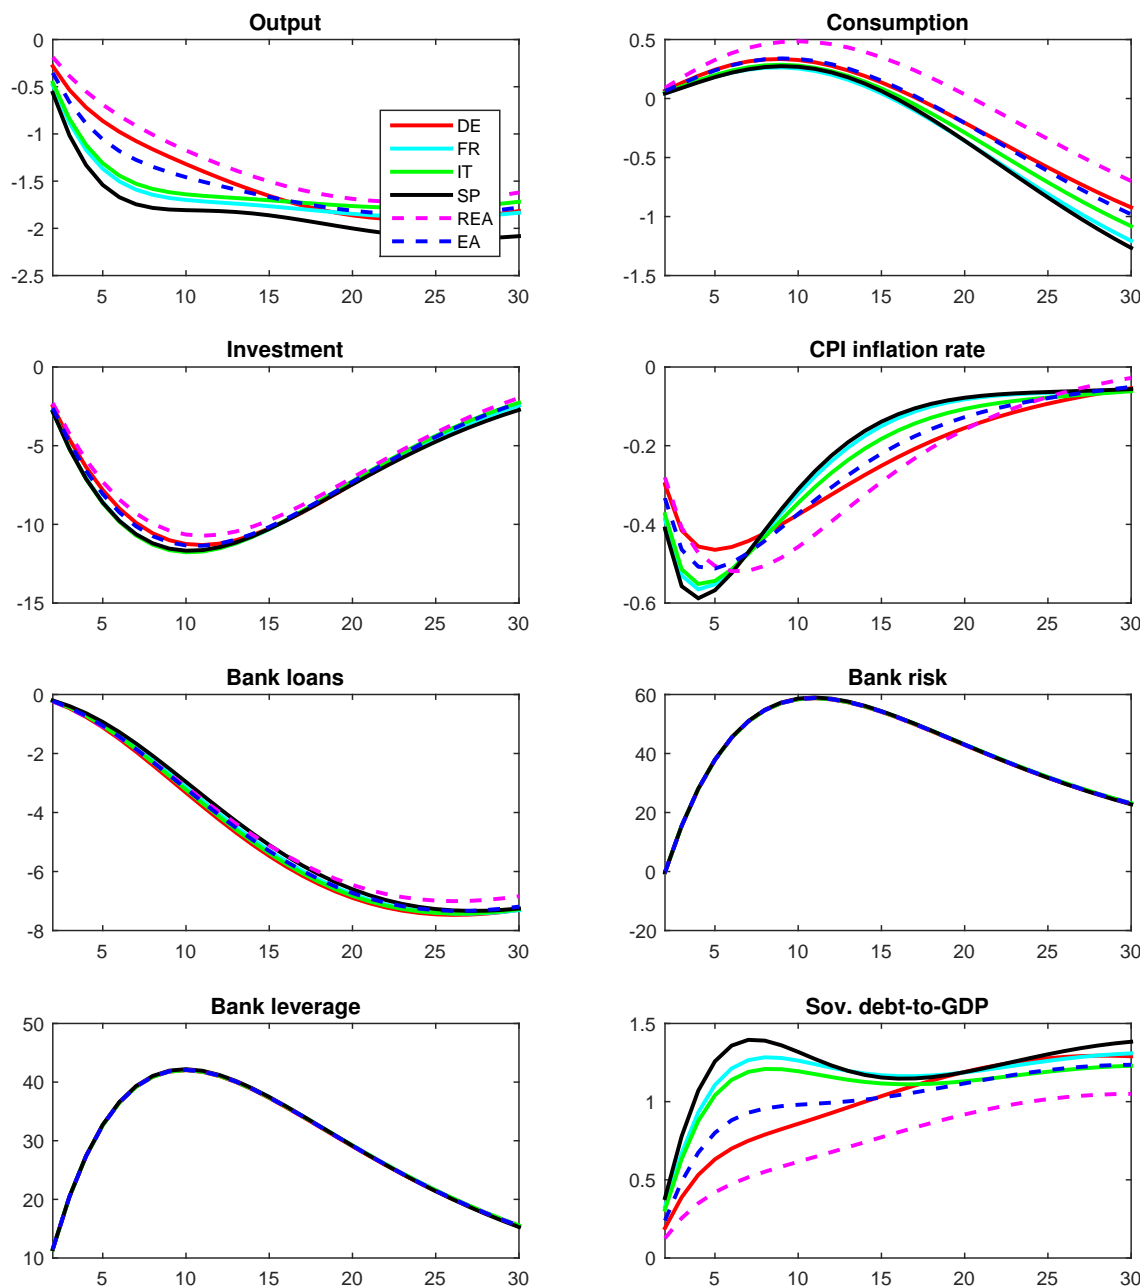 Output
0
-0.5
-1
-1.5
-2
-2.5
5 10 15 20 25 30
DE
FR
IT
SP
REA
EA
Consumption
0.5
0
-0.5
-1
-1.5
5 10 15 20 25 30
Investment
0
-5
-10
-15
5 10 15 20 25 30
CPI inflation rate
0
-0.2
-0.4
-0.6
5 10 15 20 25 30
Bank loans
0
-2
-4
-6
-8
5 10 15 20 25 30
Bank risk
60
40
20
0
-20
5 10 15 20 25 30
Bank leverage
50
40
30
20
10
5 10 15 20 25 30
Sov. debt-to-GDP
1.5
1
0.5
0
5 10 15 20 25 30